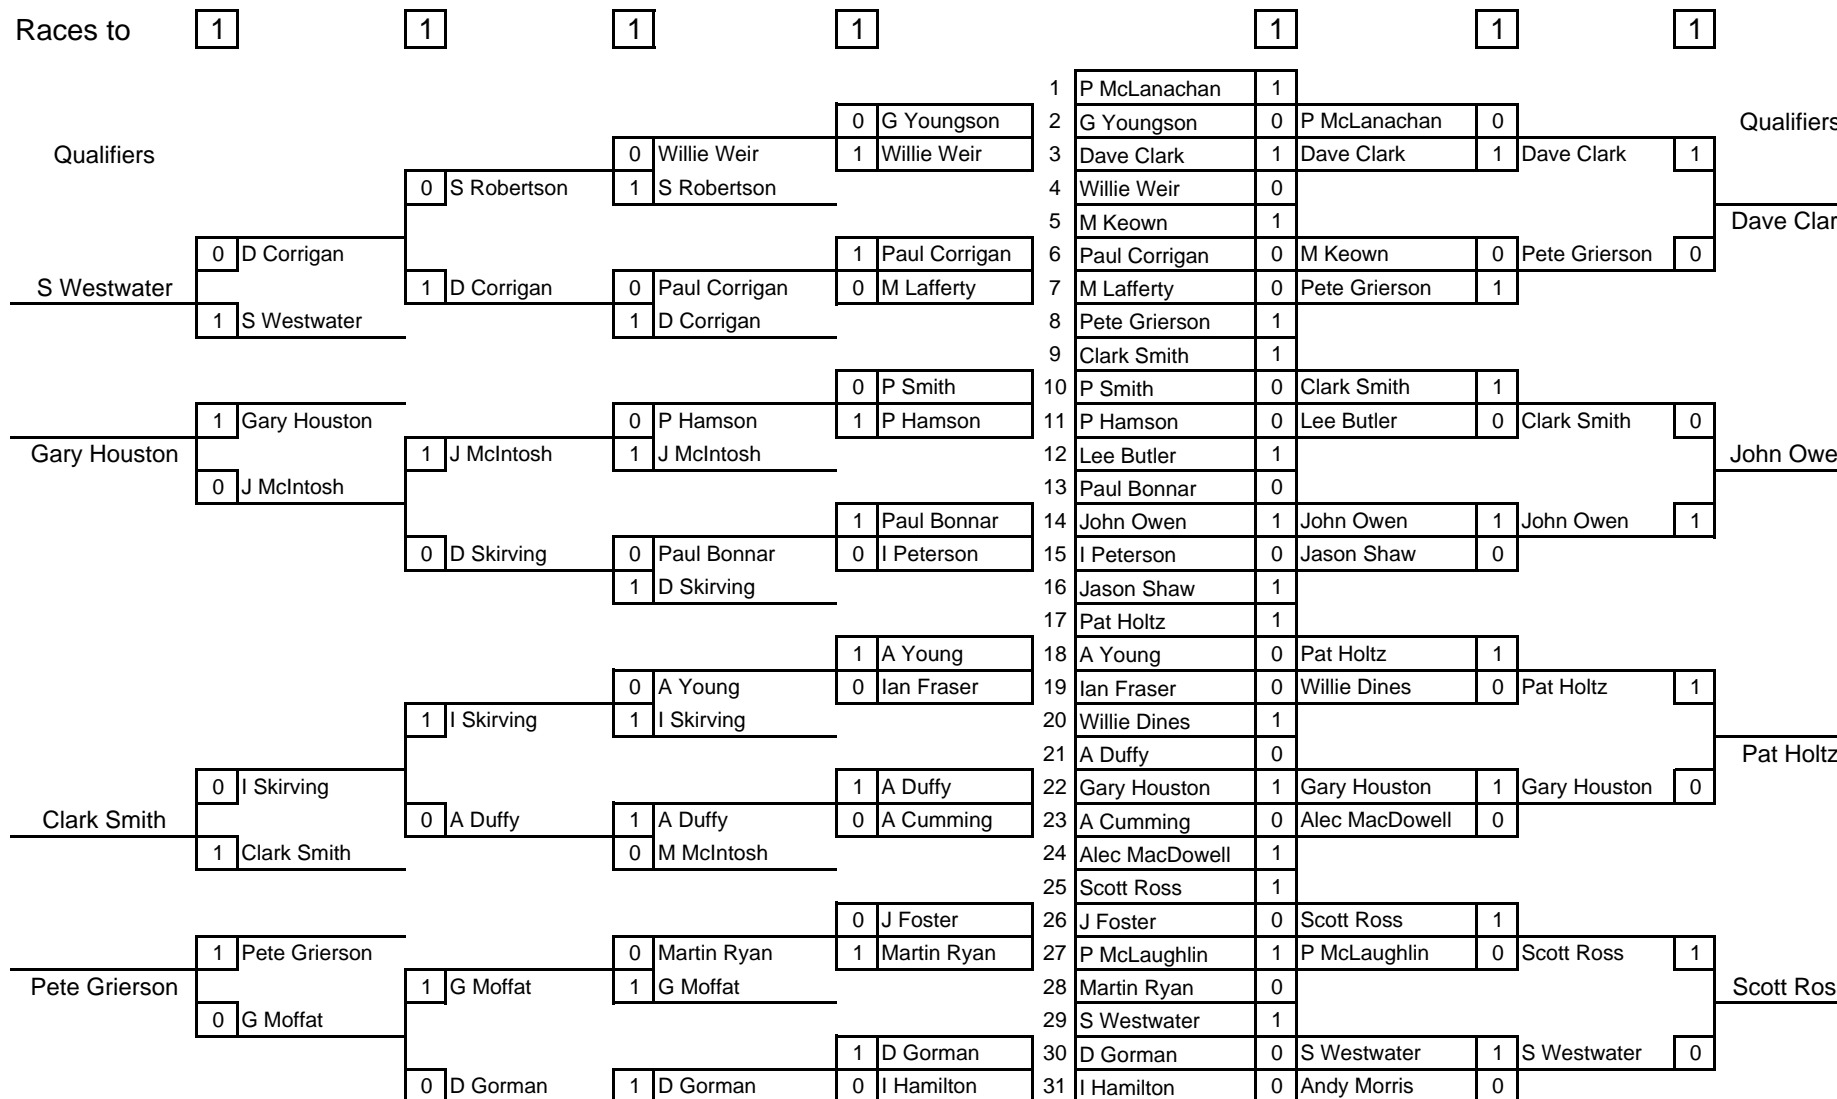 Races to 1 1 1 1 1 1 1
1 P McLanachan 1
0 G Youngson 2 G Youngson 0 P McLanachan 0 Qualifiers
Qualifiers 0 Willie Weir 1 Willie Weir 3 Dave Clark 1 Dave Clark 1 Dave Clark 1
0 S Robertson 1 S Robertson 4 Willie Weir 0
5 M Keown 1 Dave Clar
0 D Corrigan 1 Paul Corrigan 6 Paul Corrigan 0 M Keown 0 Pete Grierson 0
S Westwater 1 D Corrigan 0 Paul Corrigan 0 M Lafferty 7 M Lafferty 0 Pete Grierson 1
1 S Westwater 1 D Corrigan 8 Pete Grierson 1
9 Clark Smith 1
0 P Smith 10 P Smith 0 Clark Smith 1
1 Gary Houston 0 P Hamson 1 P Hamson 11 P Hamson 0 Lee Butler 0 Clark Smith 0
Gary Houston 1 J McIntosh 1 J McIntosh 12 Lee Butler 1 John Owe
0 J McIntosh 13 Paul Bonnar 0
1 Paul Bonnar 14 John Owen 1 John Owen 1 John Owen 1
0 D Skirving 0 Paul Bonnar 0 I Peterson 15 I Peterson 0 Jason Shaw 0
1 D Skirving 16 Jason Shaw 1
17 Pat Holtz 1
1 A Young 18 A Young 0 Pat Holtz 1
0 A Young 0 Ian Fraser 19 Ian Fraser 0 Willie Dines 0 Pat Holtz 1
1 I Skirving 1 I Skirving 20 Willie Dines 1
21 A Duffy 0 Pat Holtz
0 I Skirving 1 A Duffy 22 Gary Houston 1 Gary Houston 1 Gary Houston 0
Clark Smith 0 A Duffy 1 A Duffy 0 A Cumming 23 A Cumming 0 Alec MacDowell 0
1 Clark Smith 0 M McIntosh 24 Alec MacDowell 1
25 Scott Ross 1
0 J Foster 26 J Foster 0 Scott Ross 1
1 Pete Grierson 0 Martin Ryan 1 Martin Ryan 27 P McLaughlin 1 P McLaughlin 0 Scott Ross 1
Pete Grierson 1 G Moffat 1 G Moffat 28 Martin Ryan 0 Scott Ros
0 G Moffat 29 S Westwater 1
1 D Gorman 30 D Gorman 0 S Westwater 1 S Westwater 0
0 D Gorman 1 D Gorman 0 I Hamilton 31 I Hamilton 0 Andy Morris 0